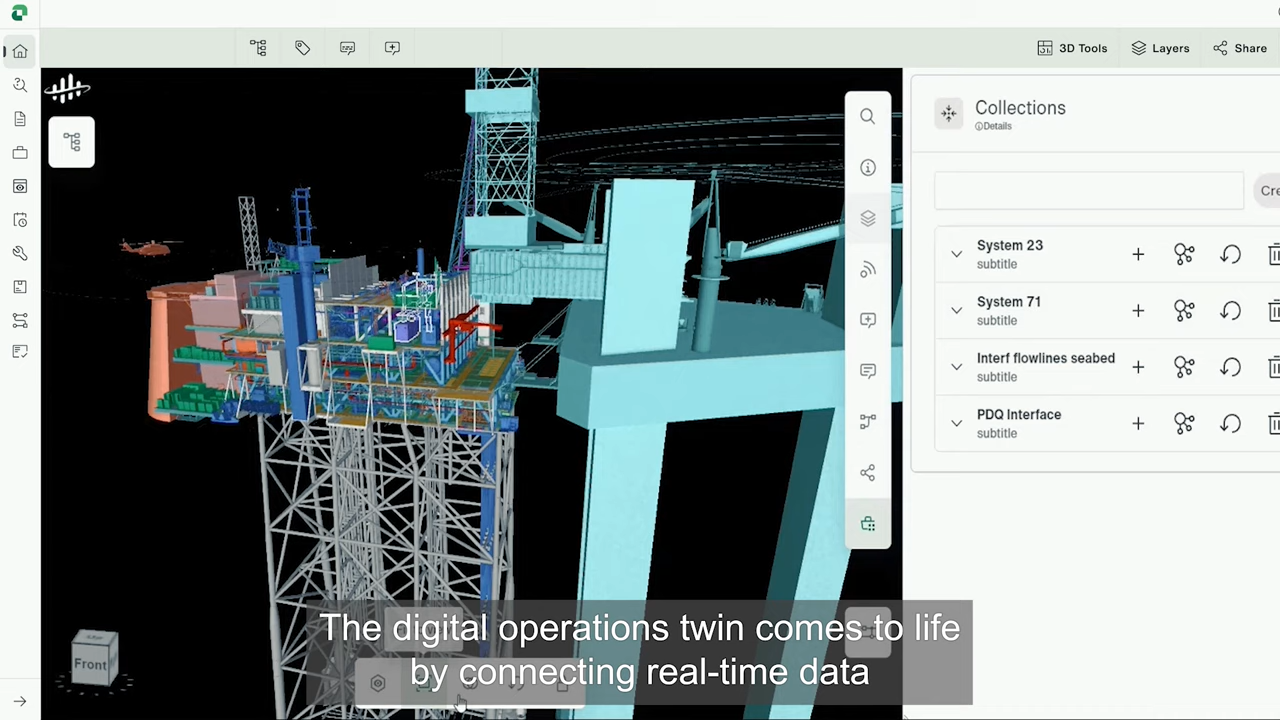 3D Tools
Layers
Share
Collections
Details
Cre
System 23
subtitle
System 71
subtitle
Interf flowlines seabed
subtitle
PDQ Interface
subtitle
Front
The digital operations twin comes to life
by connecting real-time data